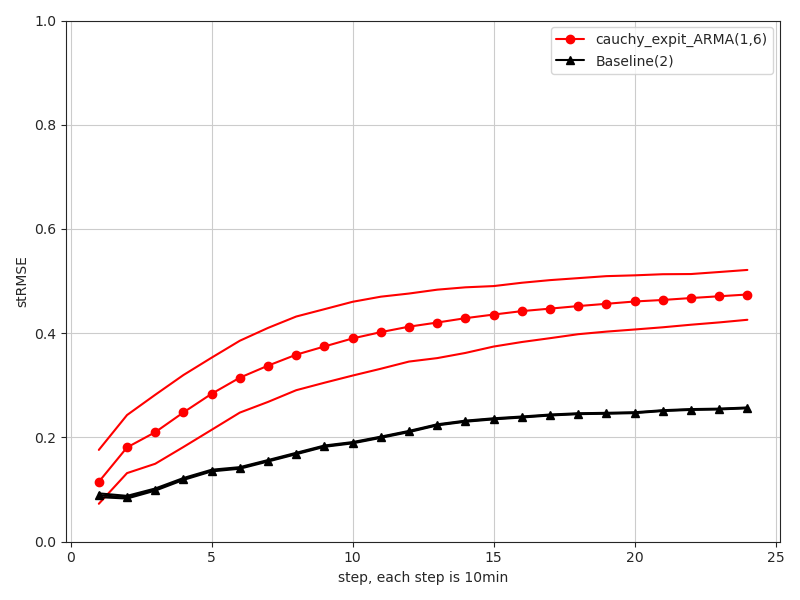 cauchy_expit_ARMA(1,6)
Baseline(2)
stRMSE
1.0
0.8
0.6
0.4
0.2
0.0
0 5 10 15 20 25
step, each step is 10min